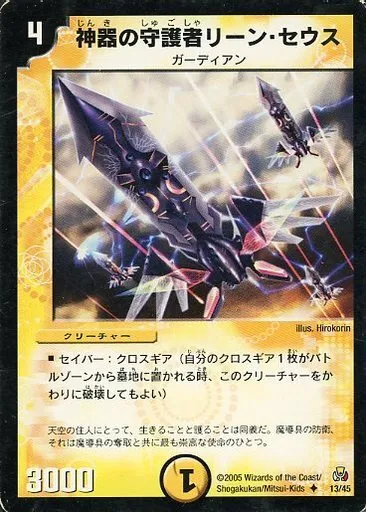 4
じんき しゅごしゃ
神器の守護者リーン・セウス
ガーディアン
illus. Hirokorin
クリーチャー
■ セイバー：クロスギア（自分のクロスギア１枚がバト
ルゾーンから墓地に置かれる時、このクリーチャーをか
わりに破壊してもよい）
天空の住人にとって、生きることと護ることは同義だ。魔導具の防衛、
それは魔導具の奪取と共に最も崇高な使命のひとつ。
3000
1
©2005 Wizards of the Coast/
Shogakukan/Mitsui-Kids
13/45